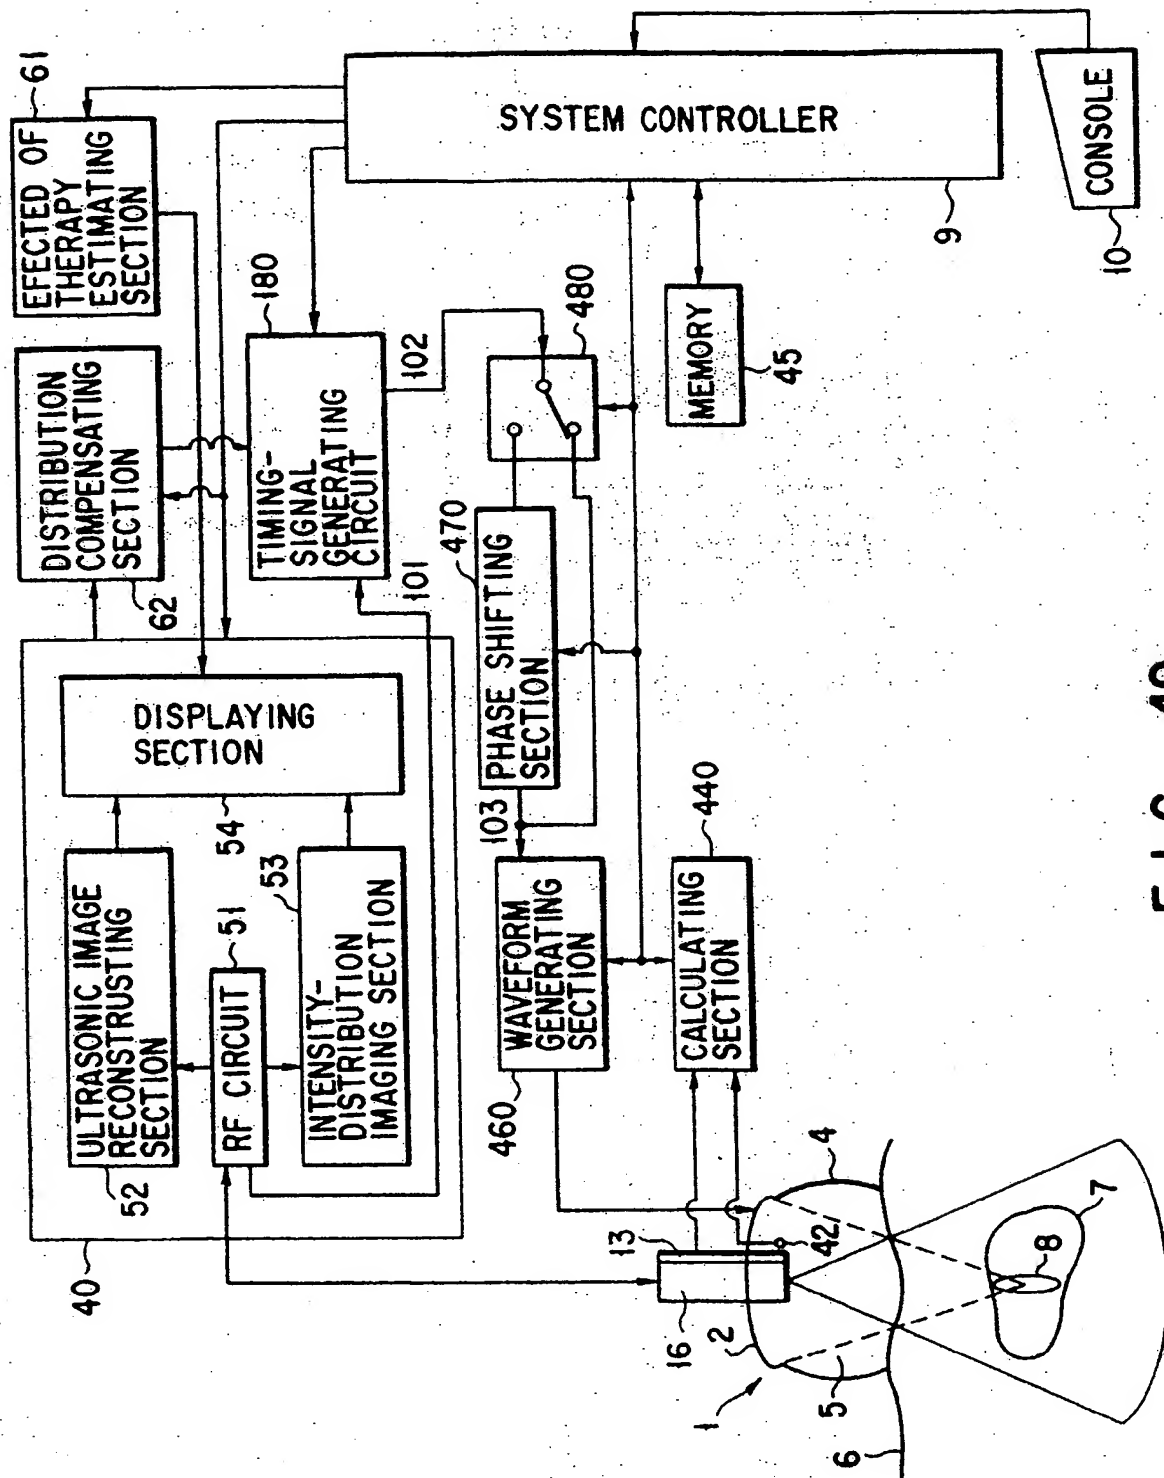 EFECTED OF
THERAPY
ESTIMATING
SECTION
61
DISTRIBUTION
COMPENSATING
SECTION
62
TIMING-
SIGNAL
GENERATING
CIRCUIT
180
101
102
SYSTEM CONTROLLER
9
CONSOLE
10
MEMORY
45
480
PHASE SHIFTING
SECTION
470
103
DISPLAYING
SECTION
54
ULTRASONIC IMAGE
RECONSTRUSTING
SECTION
52
RF CIRCUIT
51
INTENSITY-
DISTRIBUTION
IMAGING SECTION
53
40
WAVEFORM
GENERATING
SECTION
460
CALCULATING
SECTION
440
13
16
42
4
2
1
5
6
7
8